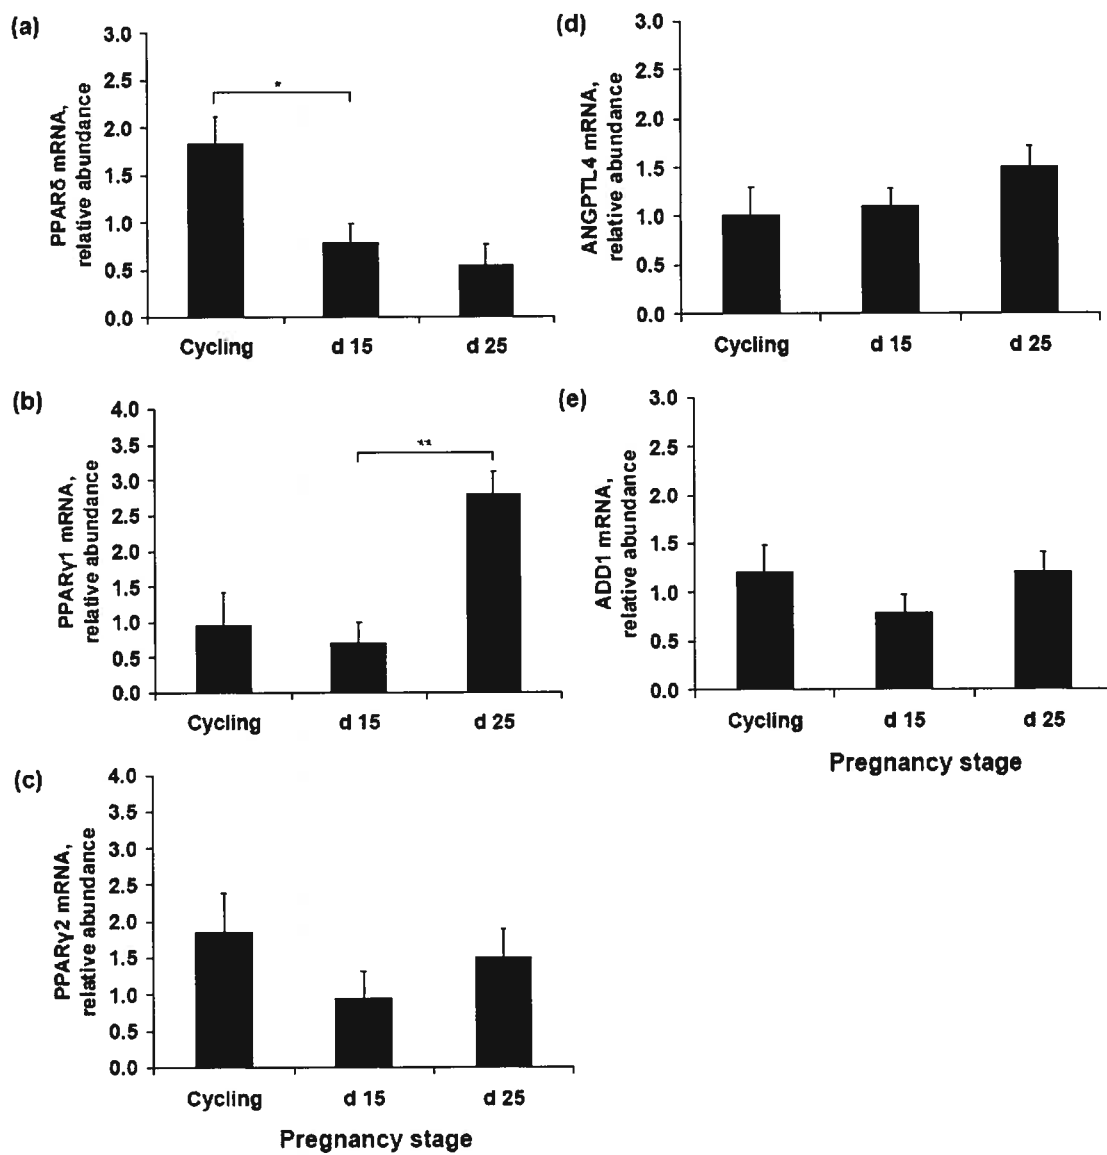 (a)
PPARδ mRNA,
relative abundance
3.0
2.5
2.0
1.5
1.0
0.5
0.0
*
Cycling d 15 d 25
(b)
PPARγ1 mRNA,
relative abundance
4.0
3.5
3.0
2.5
2.0
1.5
1.0
0.5
0.0
**
Cycling d 15 d 25
(c)
PPARγ2 mRNA,
relative abundance
4.0
3.5
3.0
2.5
2.0
1.5
1.0
0.5
0.0
Cycling d 15 d 25
Pregnancy stage
(d)
ANGPTL4 mRNA,
relative abundance
3.0
2.5
2.0
1.5
1.0
0.5
0.0
Cycling d 15 d 25
(e)
ADD1 mRNA,
relative abundance
3.0
2.5
2.0
1.5
1.0
0.5
0.0
Cycling d 15 d 25
Pregnancy stage